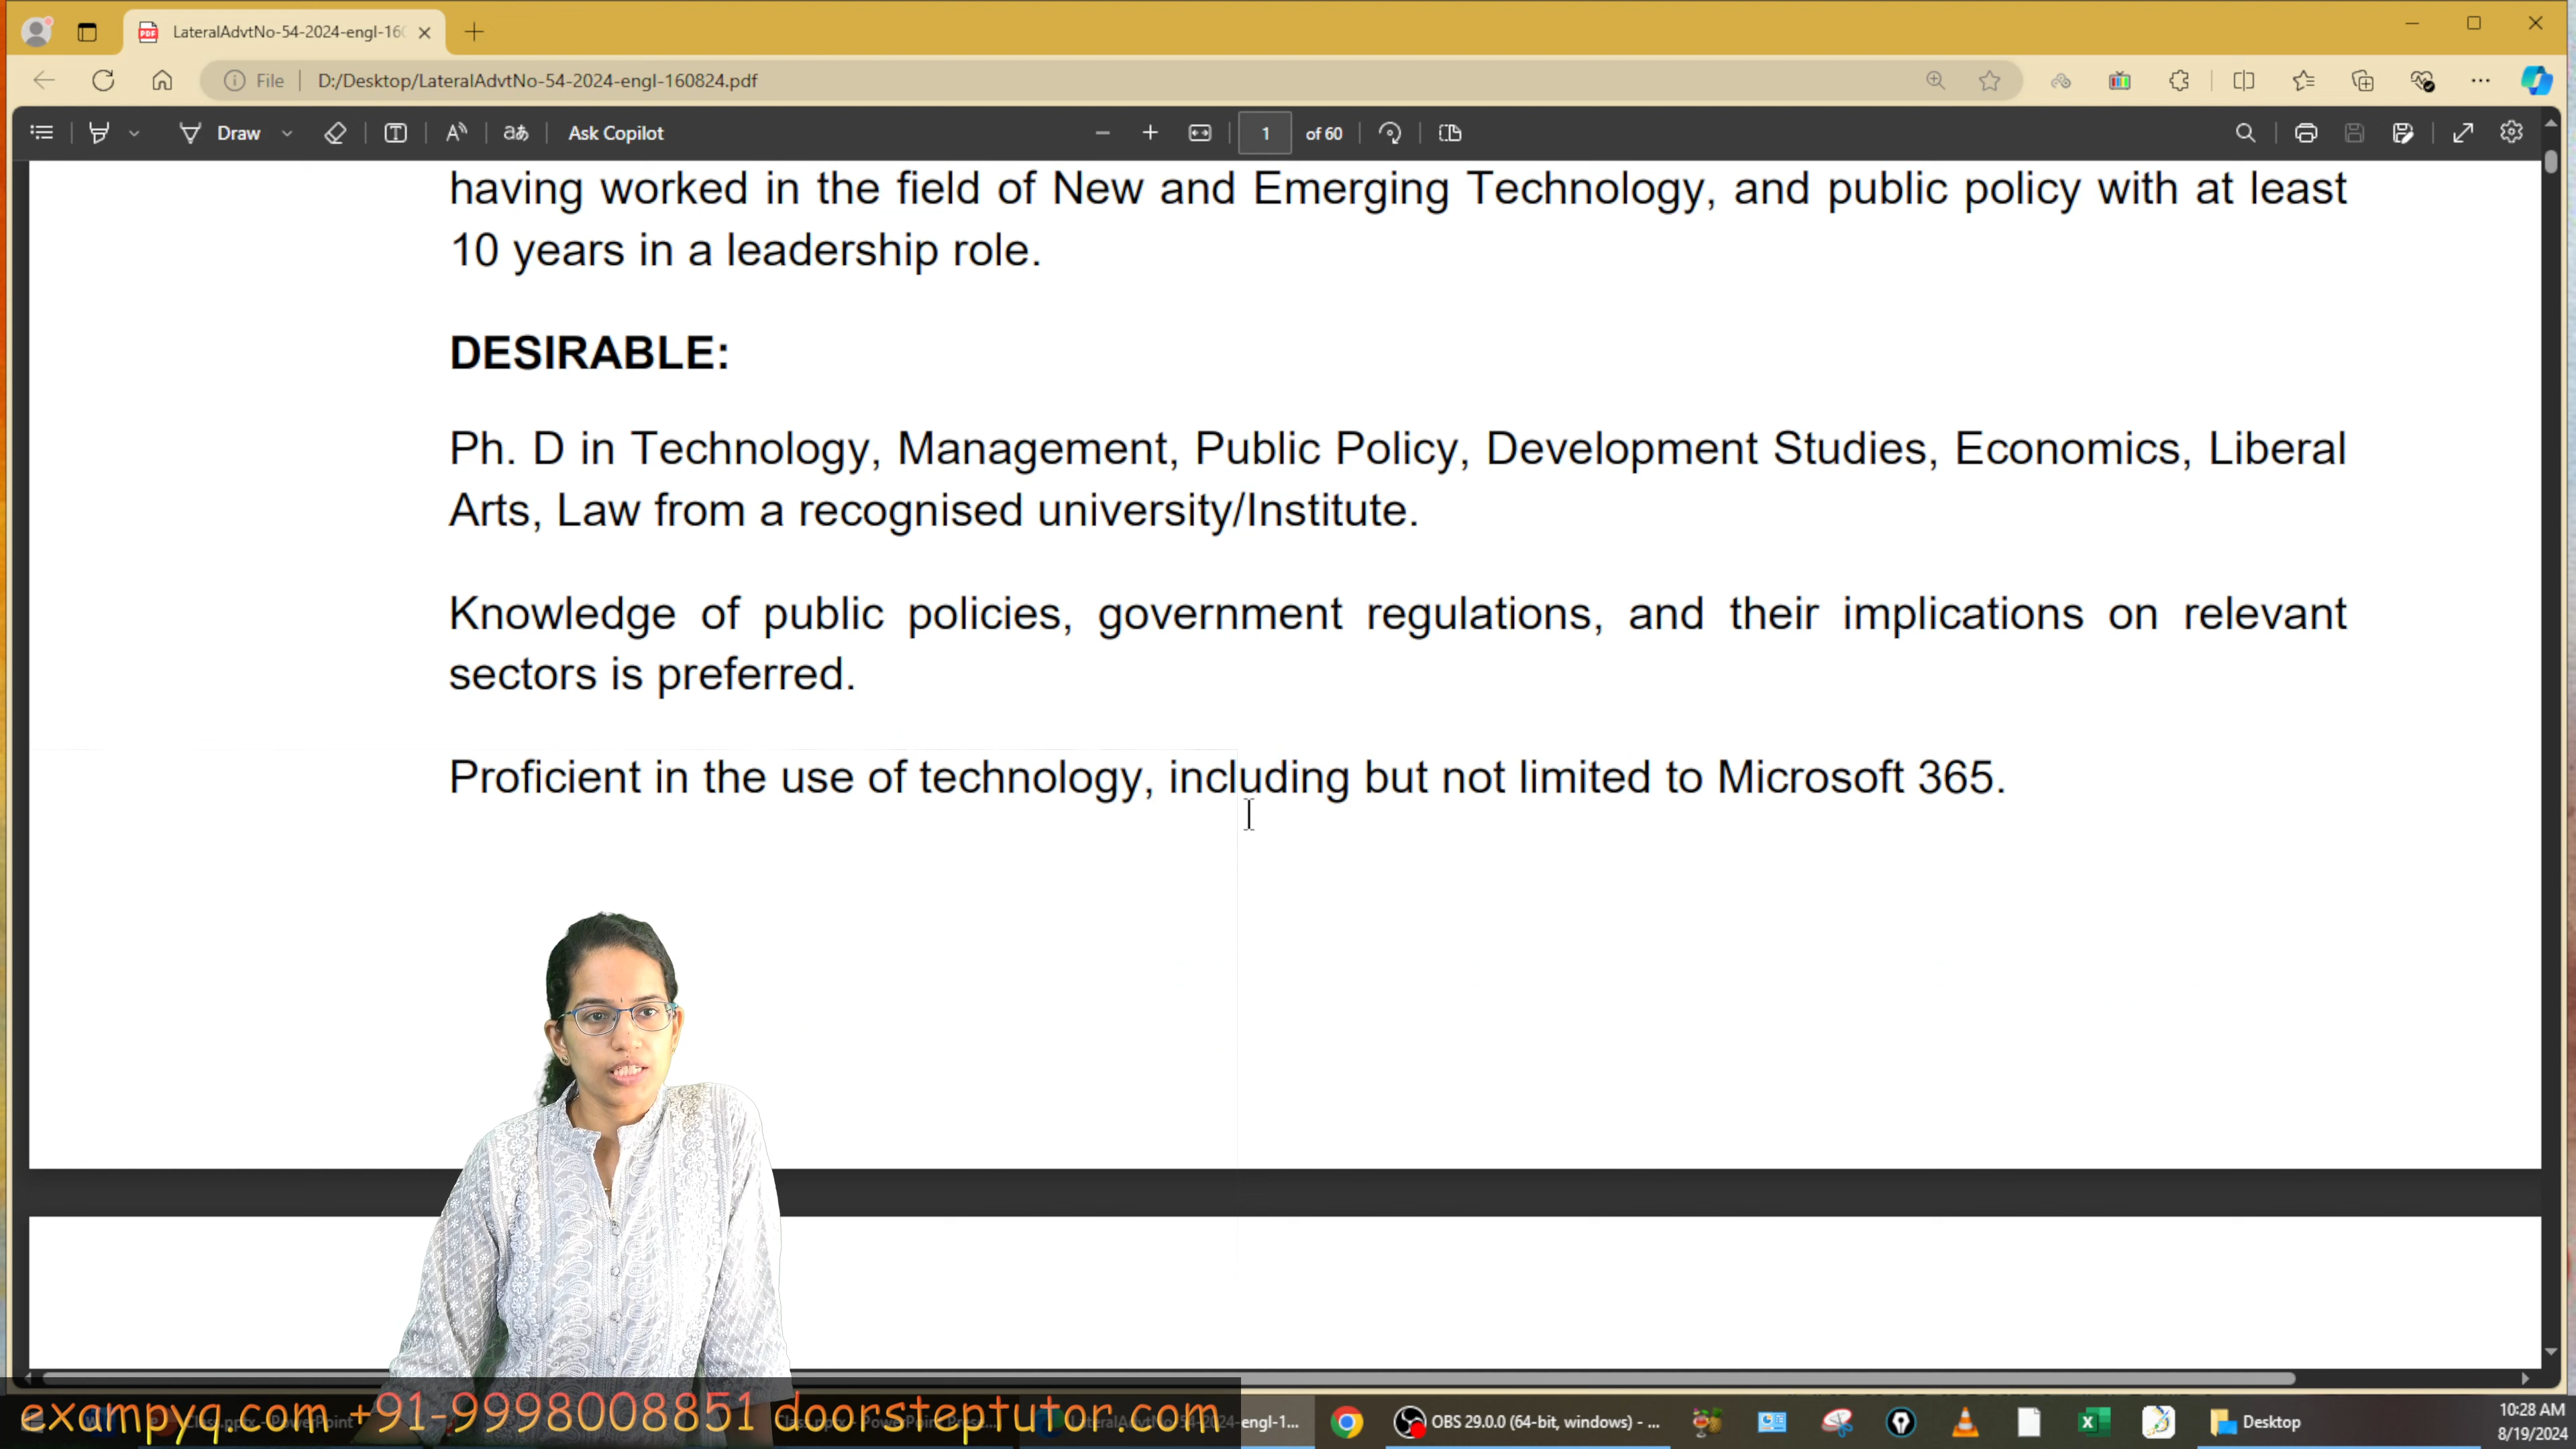 LateralAdvtNo-54-2024-engl-160
File
D:/Desktop/LateralAdvtNo-54-2024-engl-160824.pdf
Draw
Ask Copilot
1 of 60
having worked in the field of New and Emerging Technology, and public policy with at least
10 years in a leadership role.
DESIRABLE:
Ph. D in Technology, Management, Public Policy, Development Studies, Economics, Liberal
Arts, Law from a recognised university/Institute.
Knowledge of public policies, government regulations, and their implications on relevant
sectors is preferred.
Proficient in the use of technology, including but not limited to Microsoft 365.
exampyq.com +91-9998008851 doorsteptutor.com
engl-1...
OBS 29.0.0 (64-bit, windows) - ...
Desktop
10:28 AM
8/19/2024